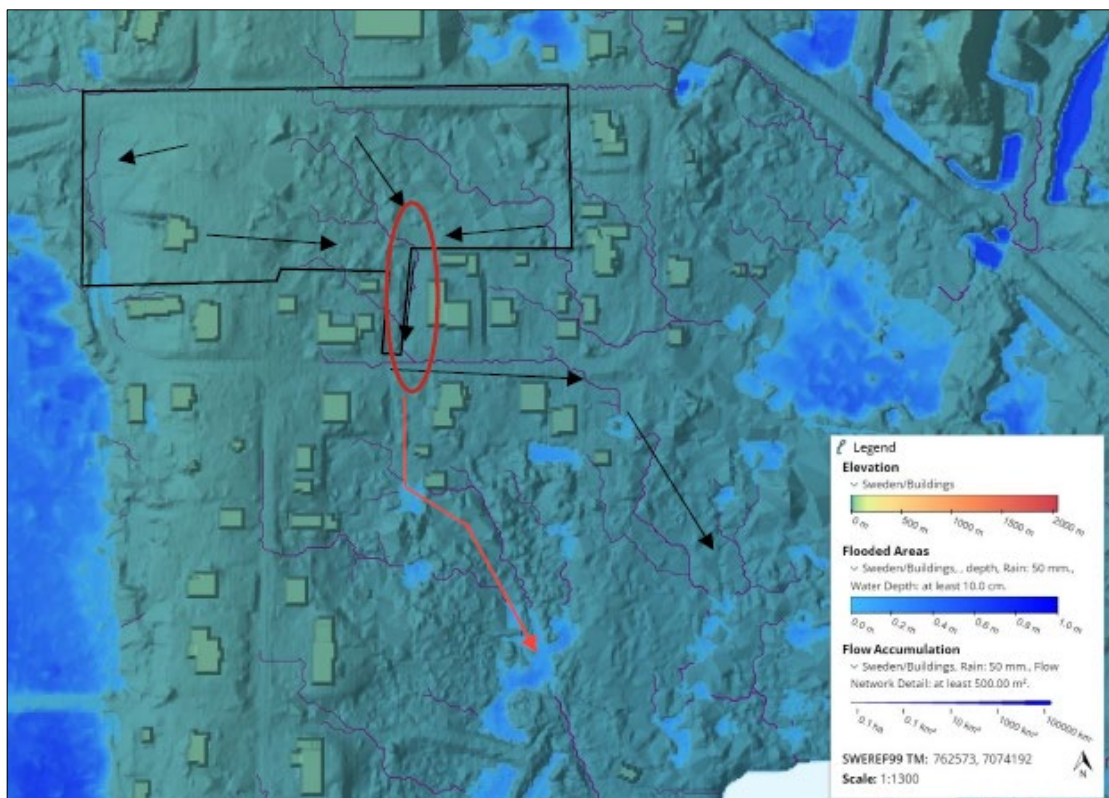 Legend
Elevation
Sweden/Buildings
0 m 500 m 1000 m 1500 m 2000 m
Flooded Areas
Sweden/Buildings, , depth, Rain: 50 mm.,
Water Depth: at least 10.0 cm.
0.0 m 0.2 m 0.4 m 0.6 m 0.8 m 1.0 m
Flow Accumulation
Sweden/Buildings, Rain: 50 mm., Flow
Network Detail: at least 500.00 m².
0.1 ha 0.1 km² 10 km² 1000 km² 100000 km²
SWEREF99 TM: 762573, 7074192
Scale: 1:1300
N